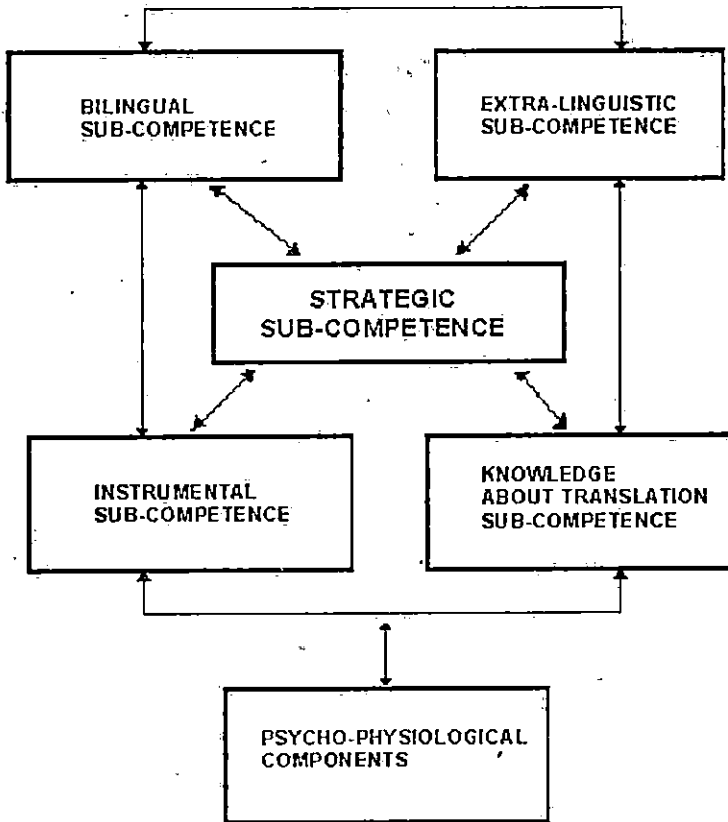 BILINGUAL
SUB-COMPETENCE
EXTRA-LINGUISTIC
SUB-COMPETENCE
STRATEGIC
SUB-COMPETENCE
INSTRUMENTAL
SUB-COMPETENCE
KNOWLEDGE
ABOUT TRANSLATION
SUB-COMPETENCE
PSYCHO-PHYSIOLOGICAL
COMPONENTS